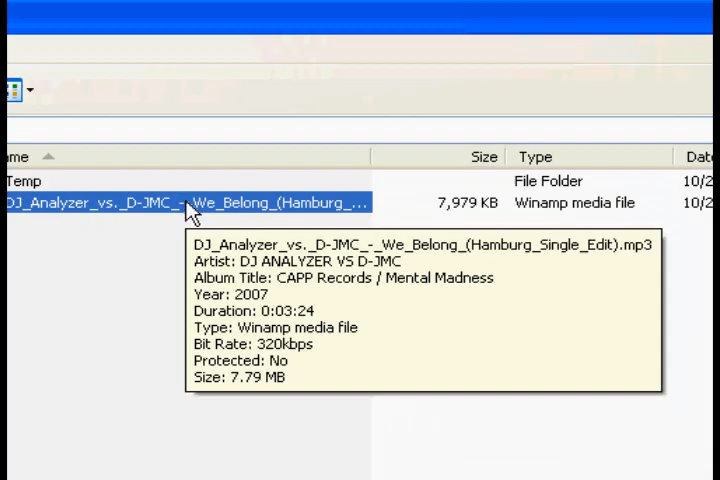 ame Size Type Date
Temp File Folder 10/2
DJ_Analyzer_vs._D-JMC_-_We_Belong_(Hamburg_... 7,979 KB Winamp media file 10/2
DJ_Analyzer_vs._D-JMC_-_We_Belong_(Hamburg_Single_Edit).mp3
Artist: DJ ANALYZER VS D-JMC
Album Title: CAPP Records / Mental Madness
Year: 2007
Duration: 0:03:24
Type: Winamp media file
Bit Rate: 320kbps
Protected: No
Size: 7.79 MB